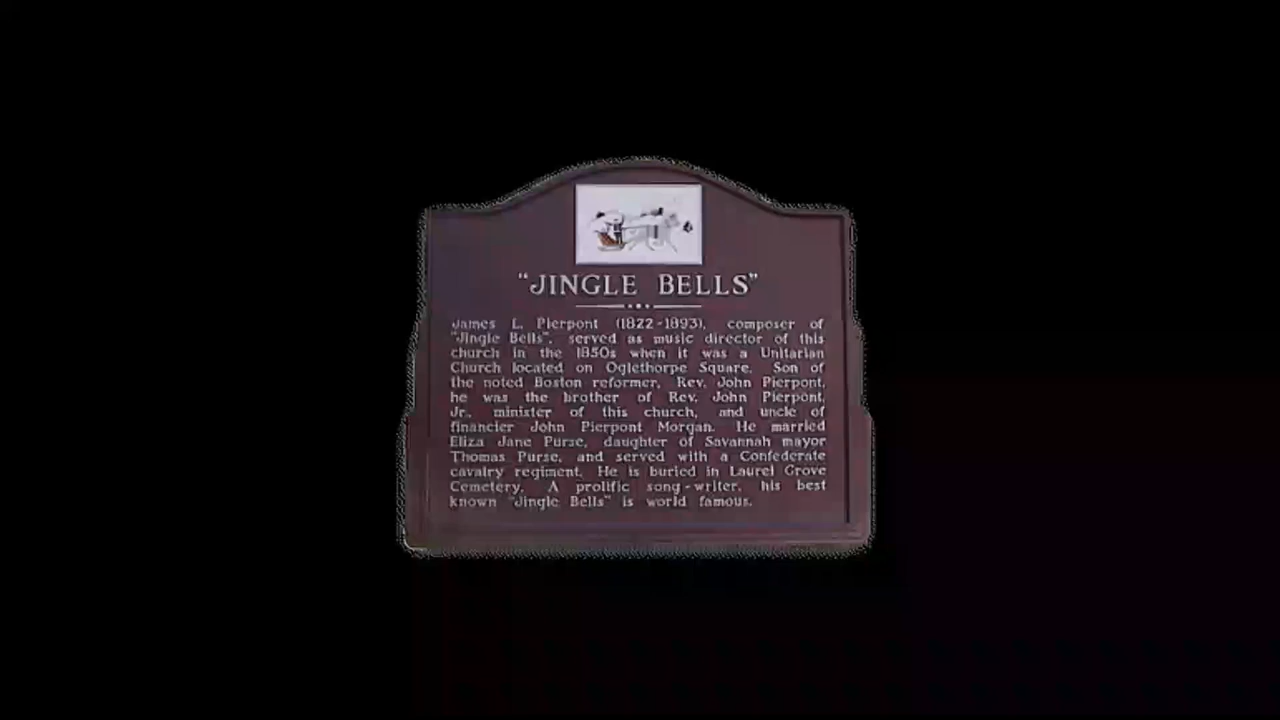 "JINGLE BELLS"
James L. Pierpont (1822-1893), composer of
"Jingle Bells", served as music director of this
church in the 1850s when it was a Unitarian
Church located on Oglethorpe Square. Son of
the noted Boston reformer, Rev. John Pierpont,
he was the brother of Rev. John Pierpont,
Jr., minister of this church, and uncle of
financier John Pierpont Morgan. He married
Eliza Jane Purse, daughter of Savannah mayor
Thomas Purse, and served with a Confederate
cavalry regiment. He is buried in Laurel Grove
Cemetery. A prolific song-writer, his best
known "Jingle Bells" is world famous.